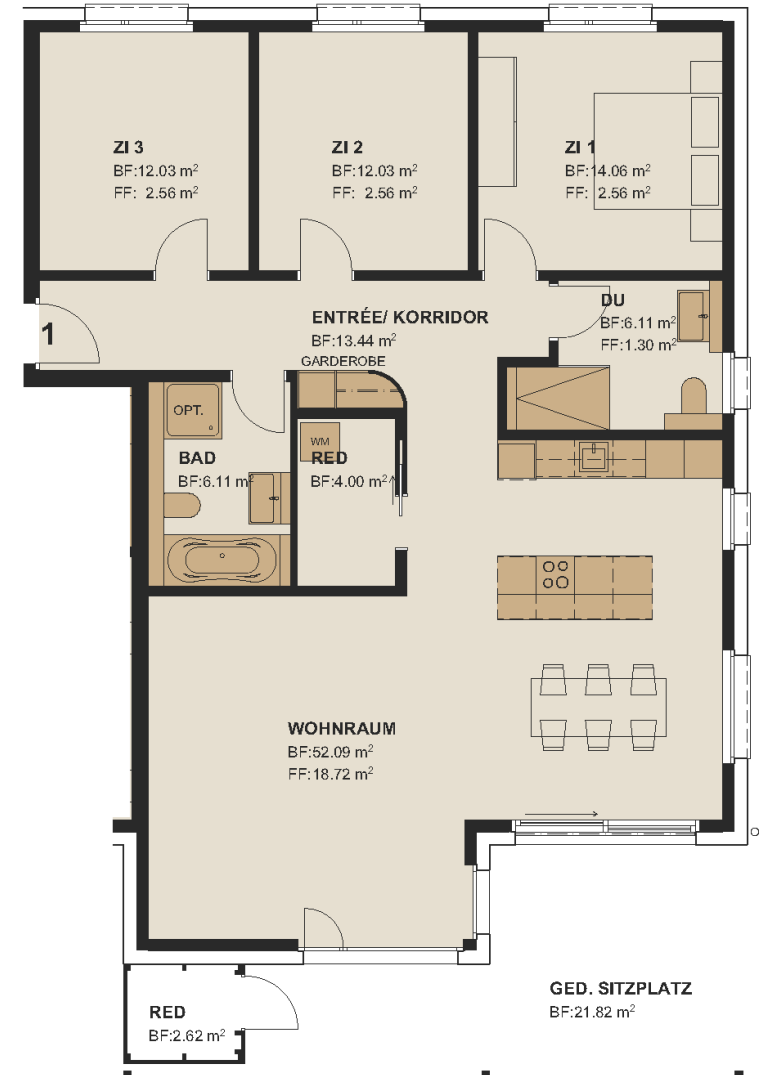 ZI 3
BF:12.03 m²
FF: 2.56 m²
ZI 2
BF:12.03 m²
FF: 2.56 m²
ZI 1
BF:14.06 m²
FF: 2.56 m²
1
ENTRÉE/ KORRIDOR
BF:13.44 m²
GARDEROBE
DU
BF:6.11 m²
FF:1.30 m²
OPT.
BAD
BF:6.11 m²
WM
RED
BF:4.00 m²
WOHNRAUM
BF:52.09 m²
FF:18.72 m²
RED
BF:2.62 m²
GED. SITZPLATZ
BF:21.82 m²